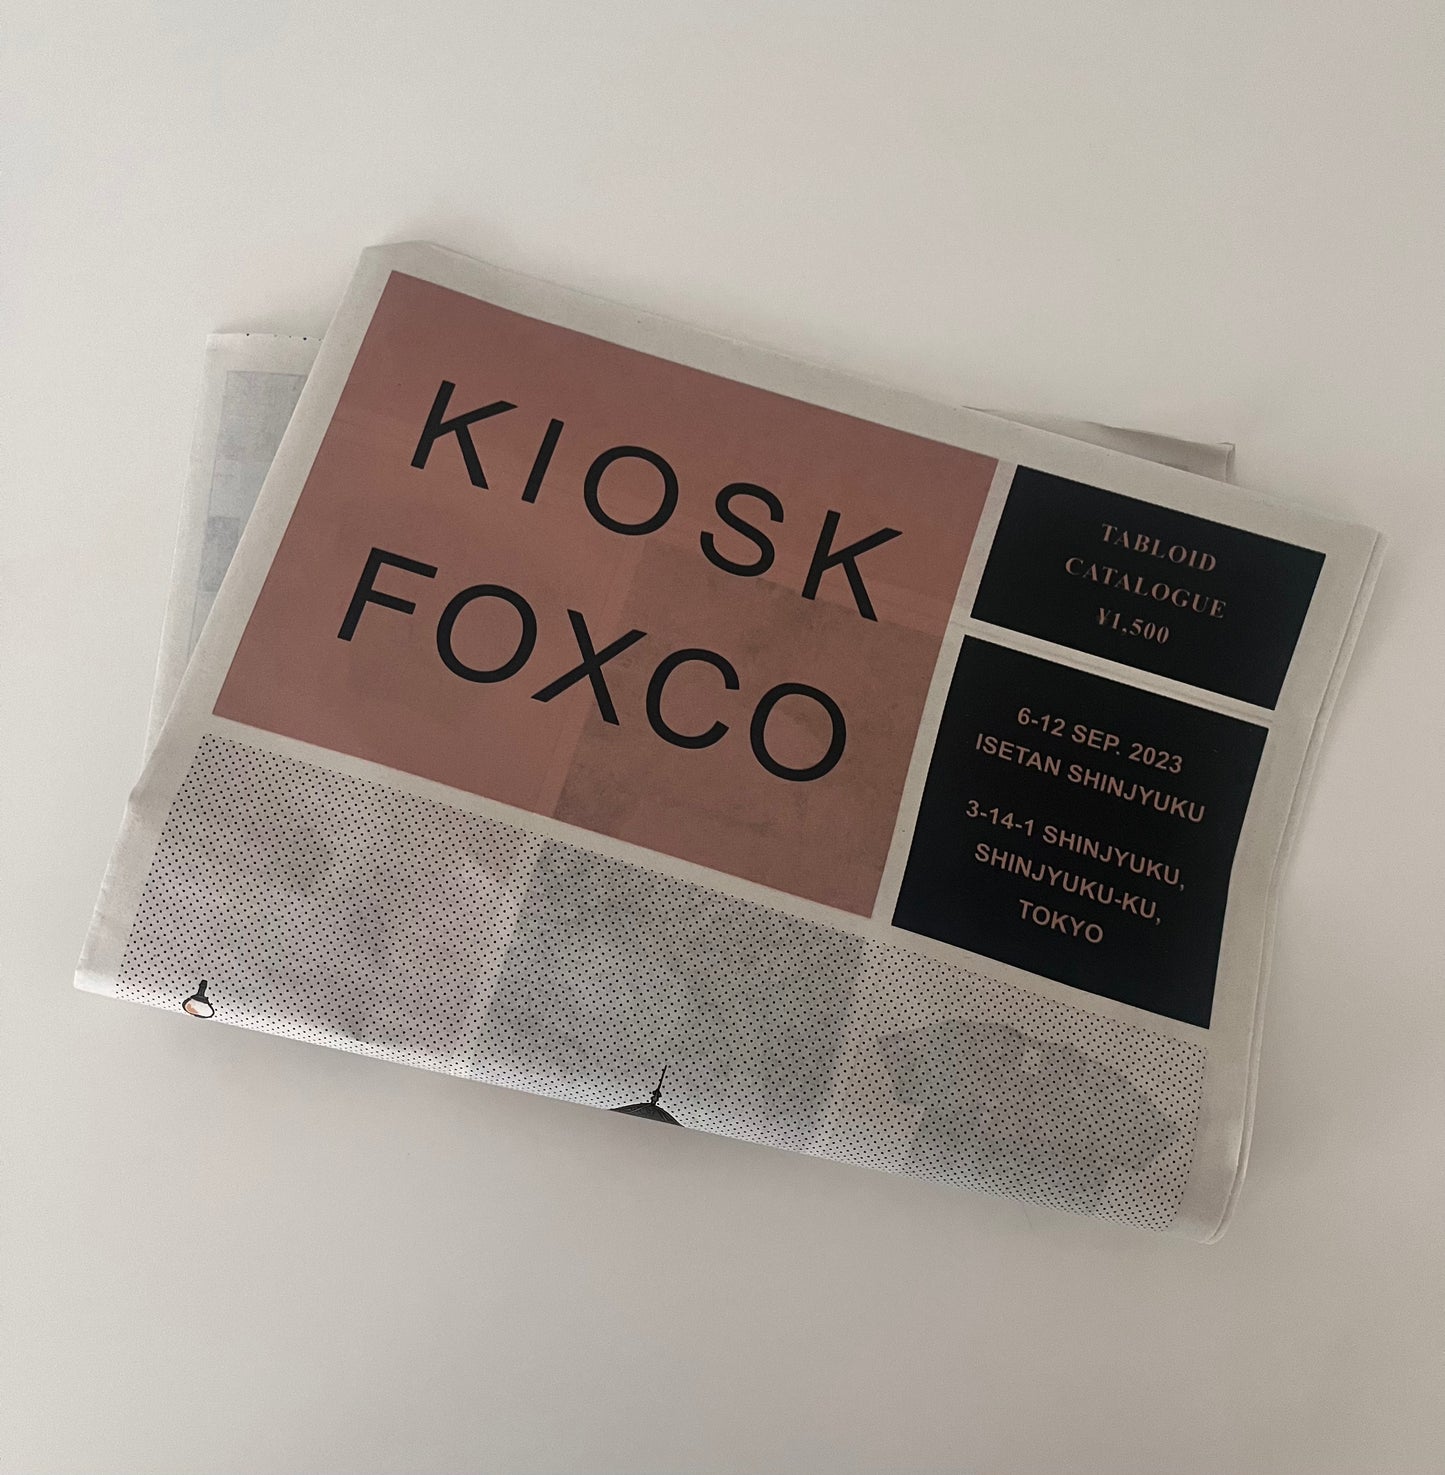 KIOSK
FOXCO
TABLOID
CATALOGUE
¥1,500
6-12 SEP. 2023
ISETAN SHINJYUKU
3-14-1 SHINJYUKU,
SHINJYUKU-KU,
TOKYO